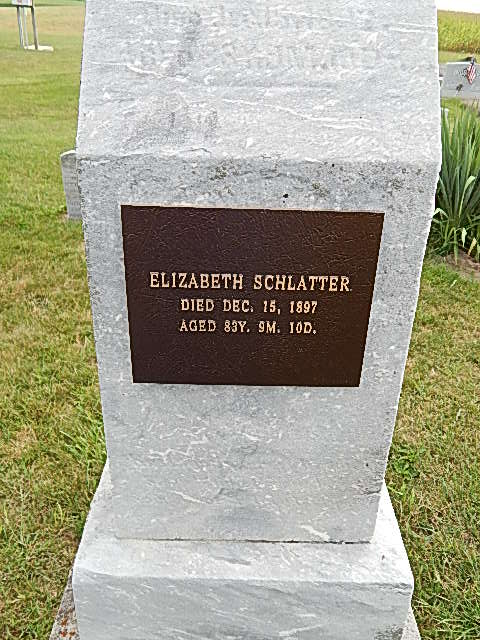 ELIZABETH SCHLATTER
DIED DEC. 15, 1897
AGED 83Y. 9M. 10D.